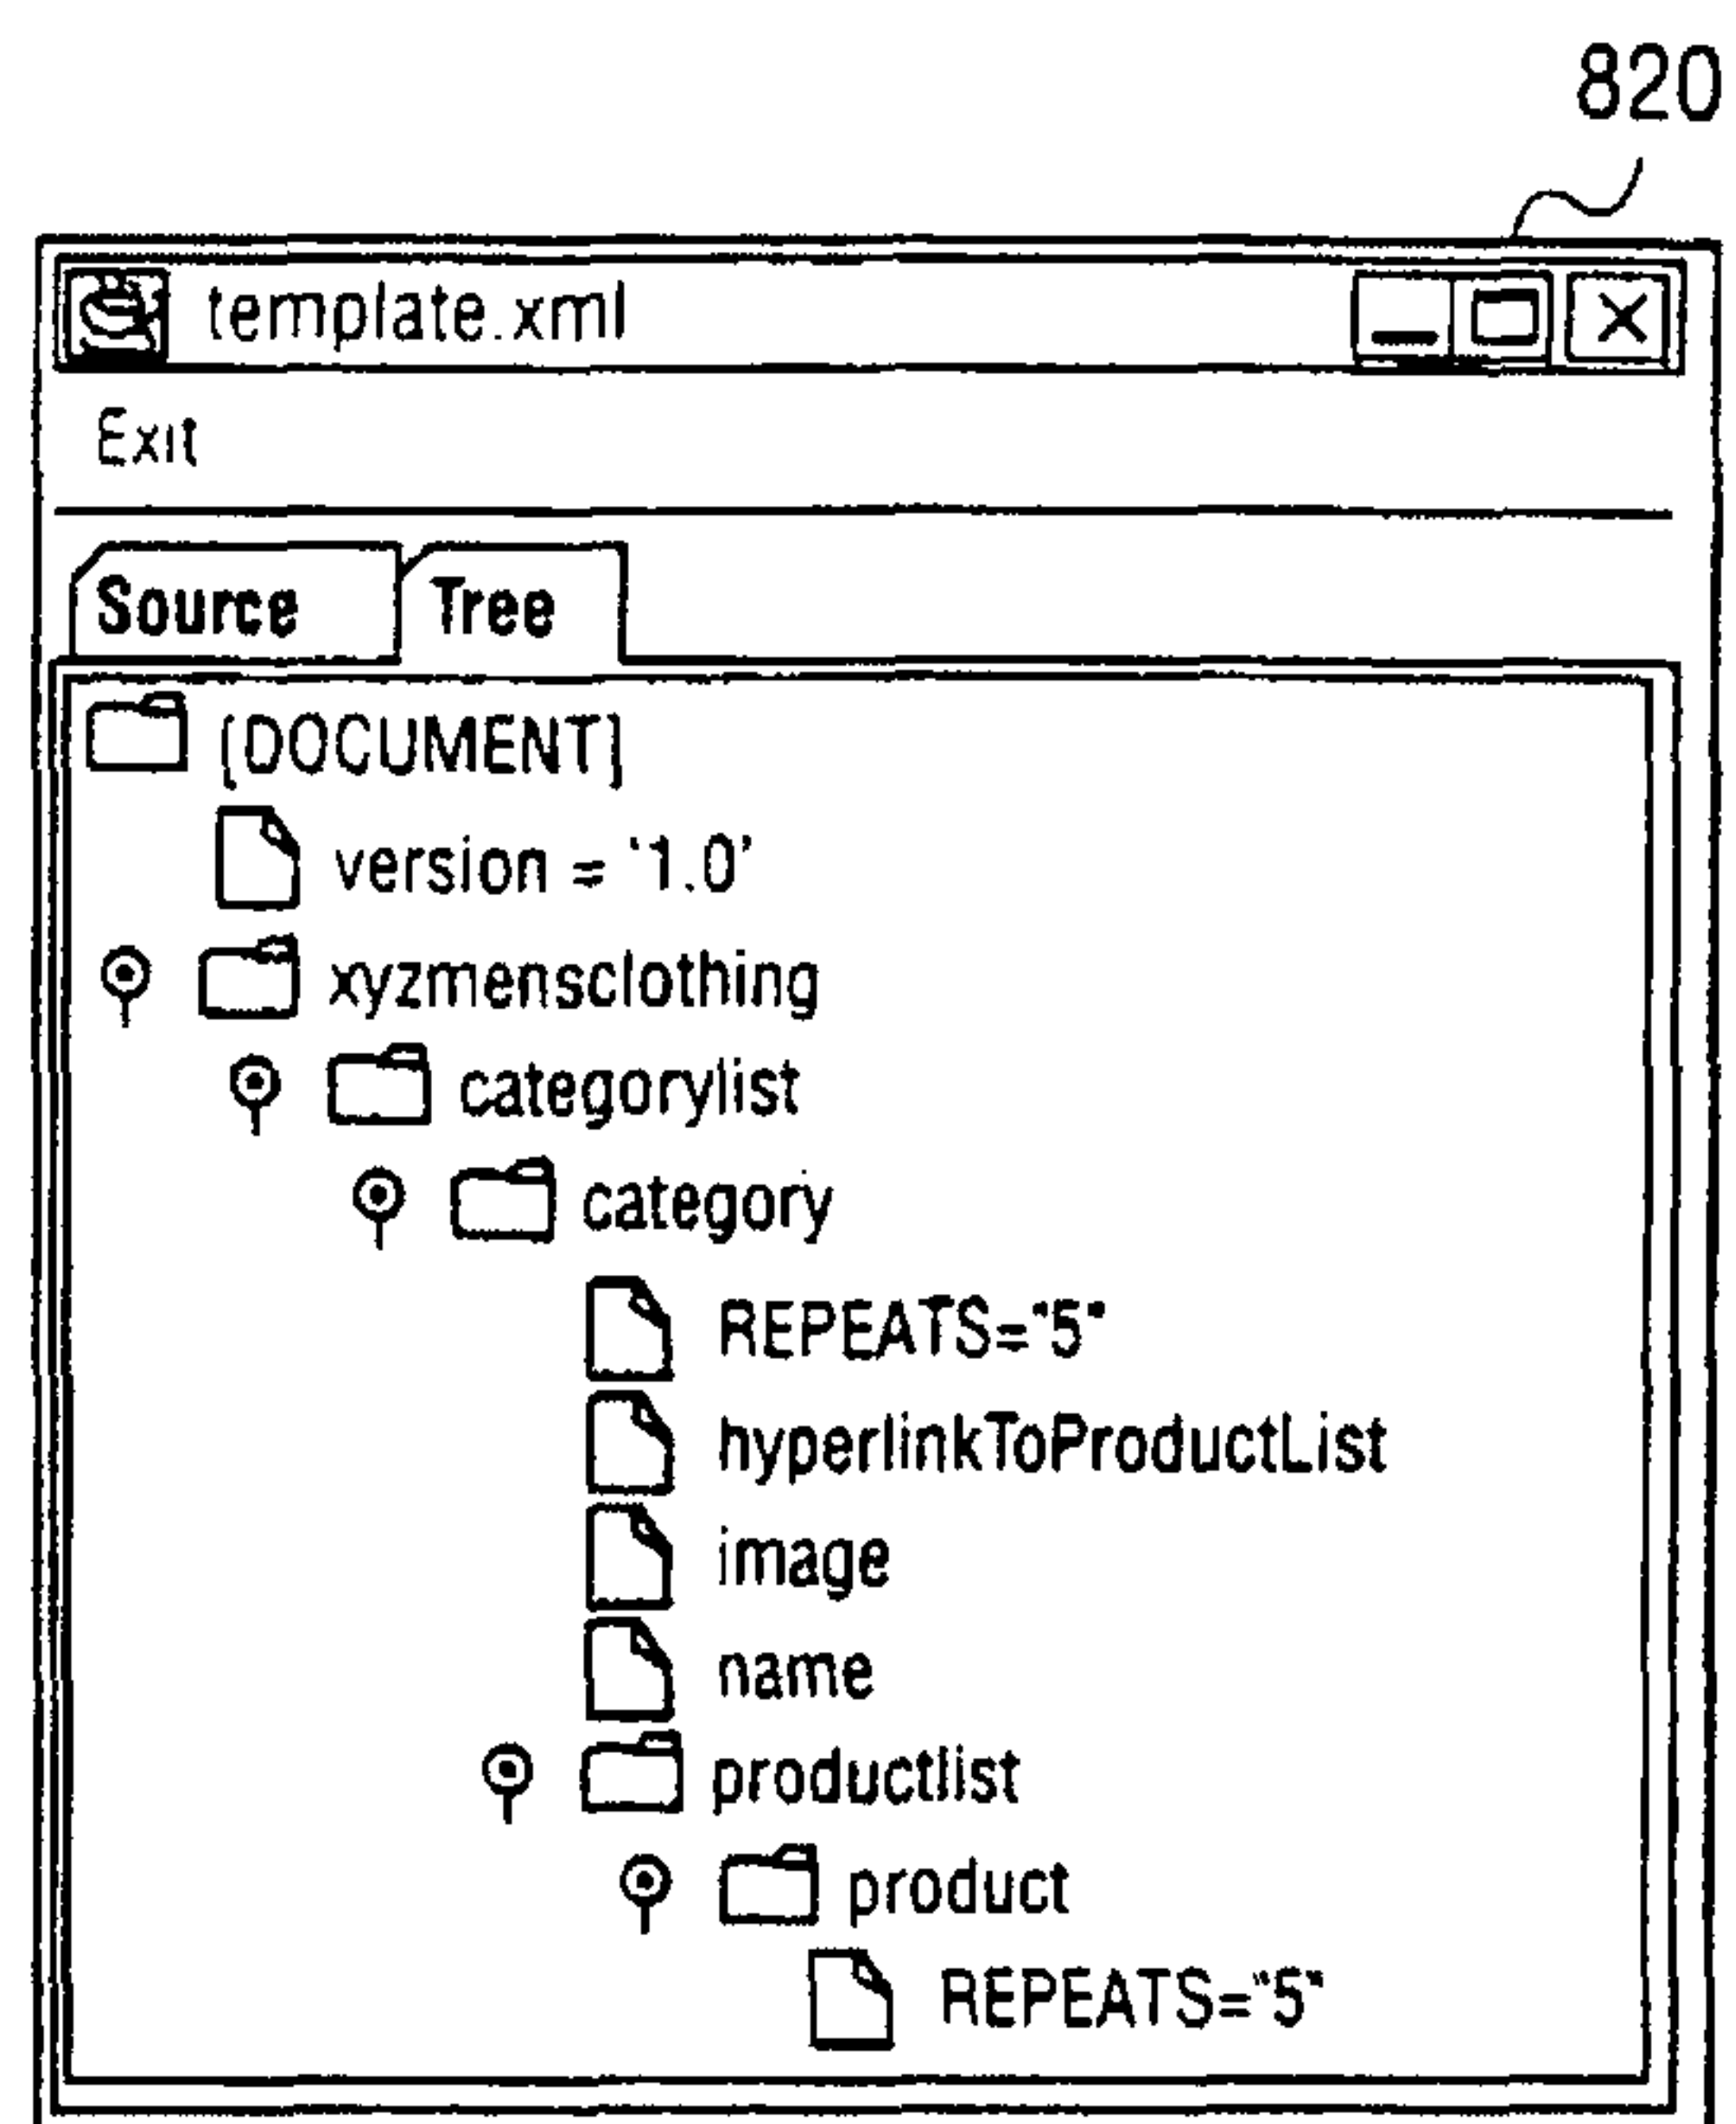 820
template.xml
Exit
Source Tree
[DOCUMENT]
version = '1.0'
xyzmensclothing
categorylist
category
REPEATS="5"
hyperlinkToProductList
image
name
productlist
product
REPEATS="5"